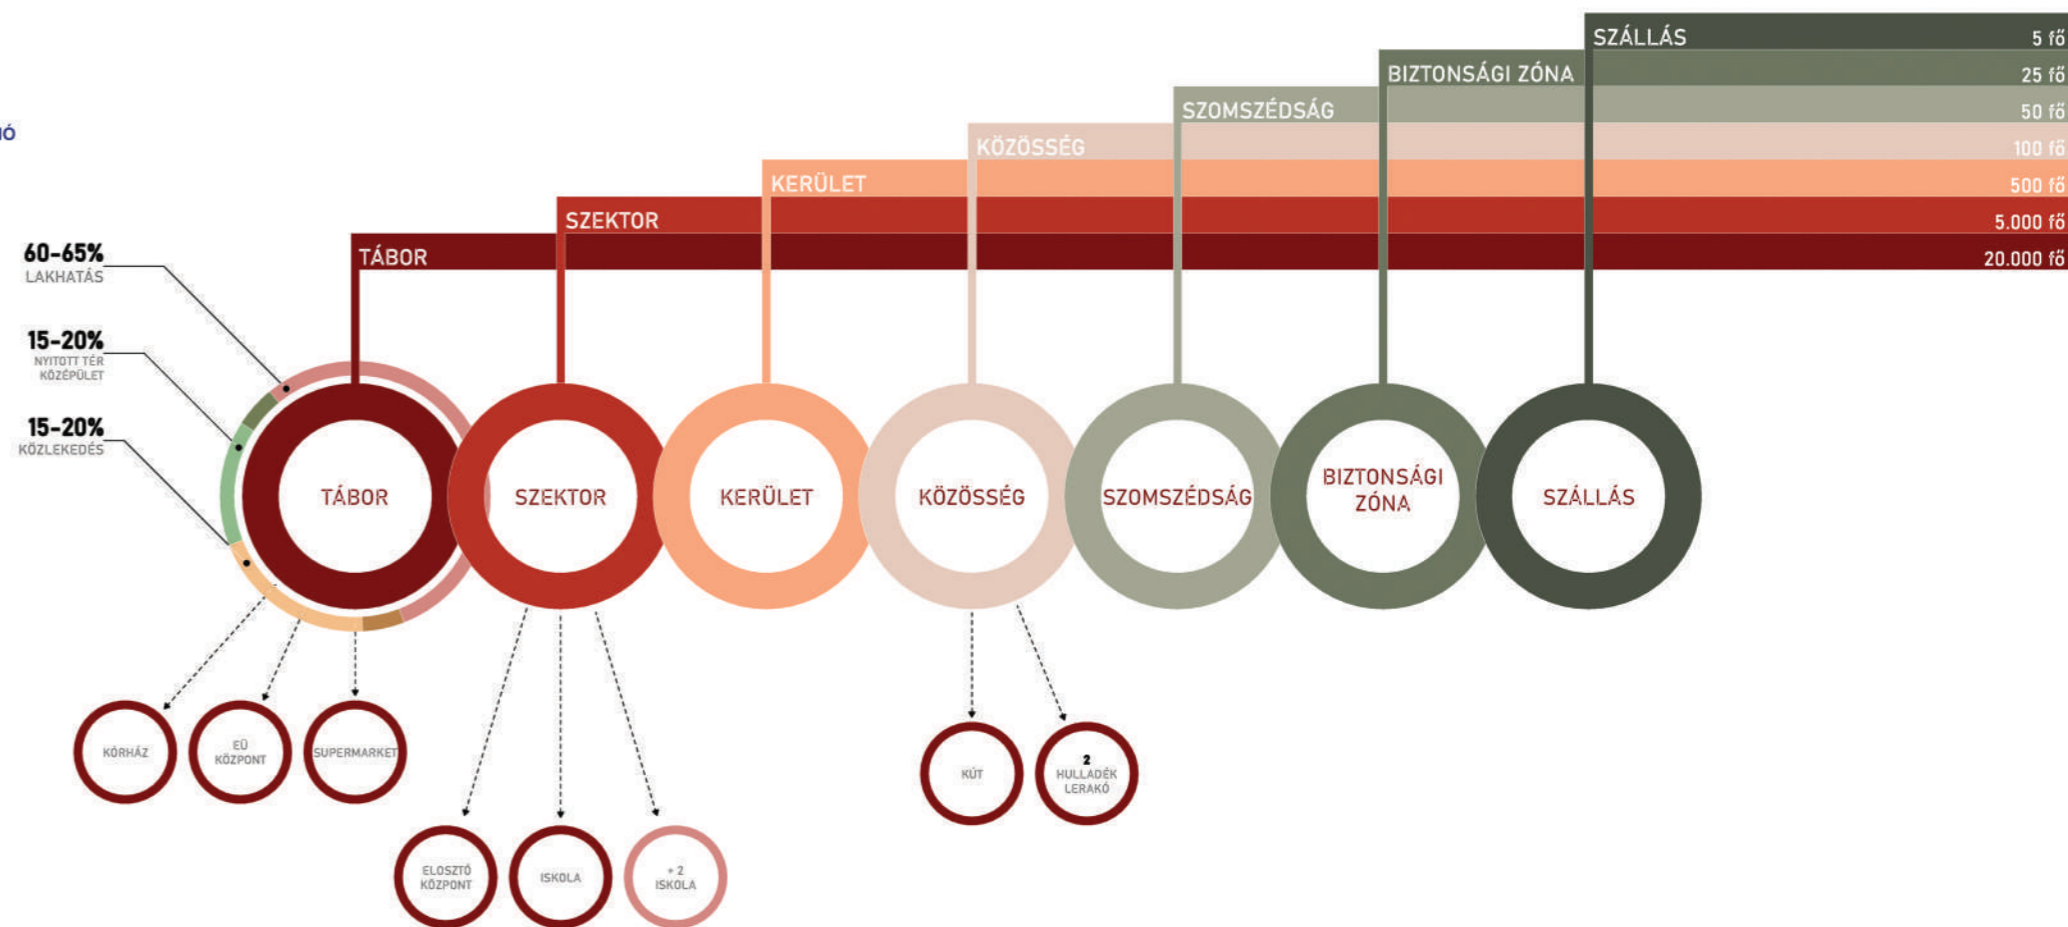 SZÁLLÁS 5 fő
BIZTONSÁGI ZÓNA 25 fő
SZOMSZÉDSÁG 50 fő
IÓ
KÖZÖSSÉG 100 fő
KERÜLET 500 fő
SZEKTOR 5.000 fő
TÁBOR 20.000 fő
60-65%
LAKHATÁS
15-20%
NYITOTT TÉR
KÖZÉPÜLET
15-20%
KÖZLEKEDÉS
TÁBOR
SZEKTOR
KERÜLET
KÖZÖSSÉG
SZOMSZÉDSÁG
BIZTONSÁGI
ZÓNA
SZÁLLÁS
KÓRHÁZ
EÜ
KÖZPONT
SUPERMARKET
KÚT
2
HULLADÉK
LERAKÓ
ELOSZTÓ
KÖZPONT
ISKOLA
+ 2
ISKOLA